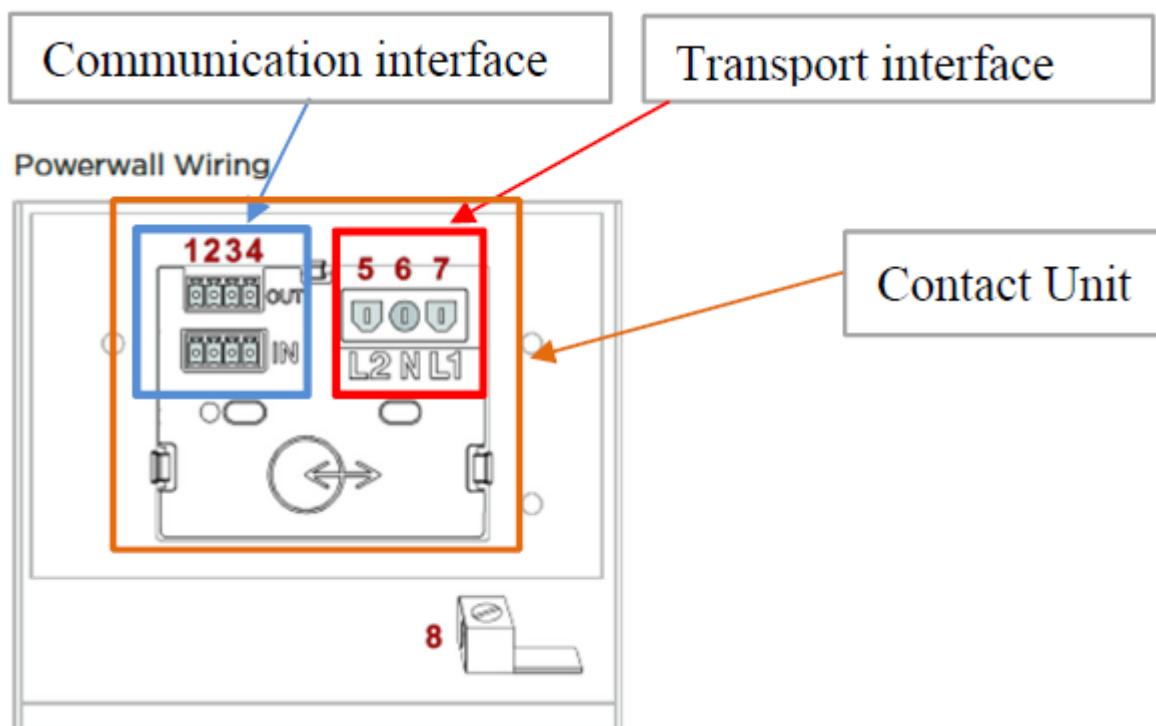 Communication interface
Transport interface
Powerwall Wiring
1234
5 6 7
OUT
IN
L2 N L1
Contact Unit
8